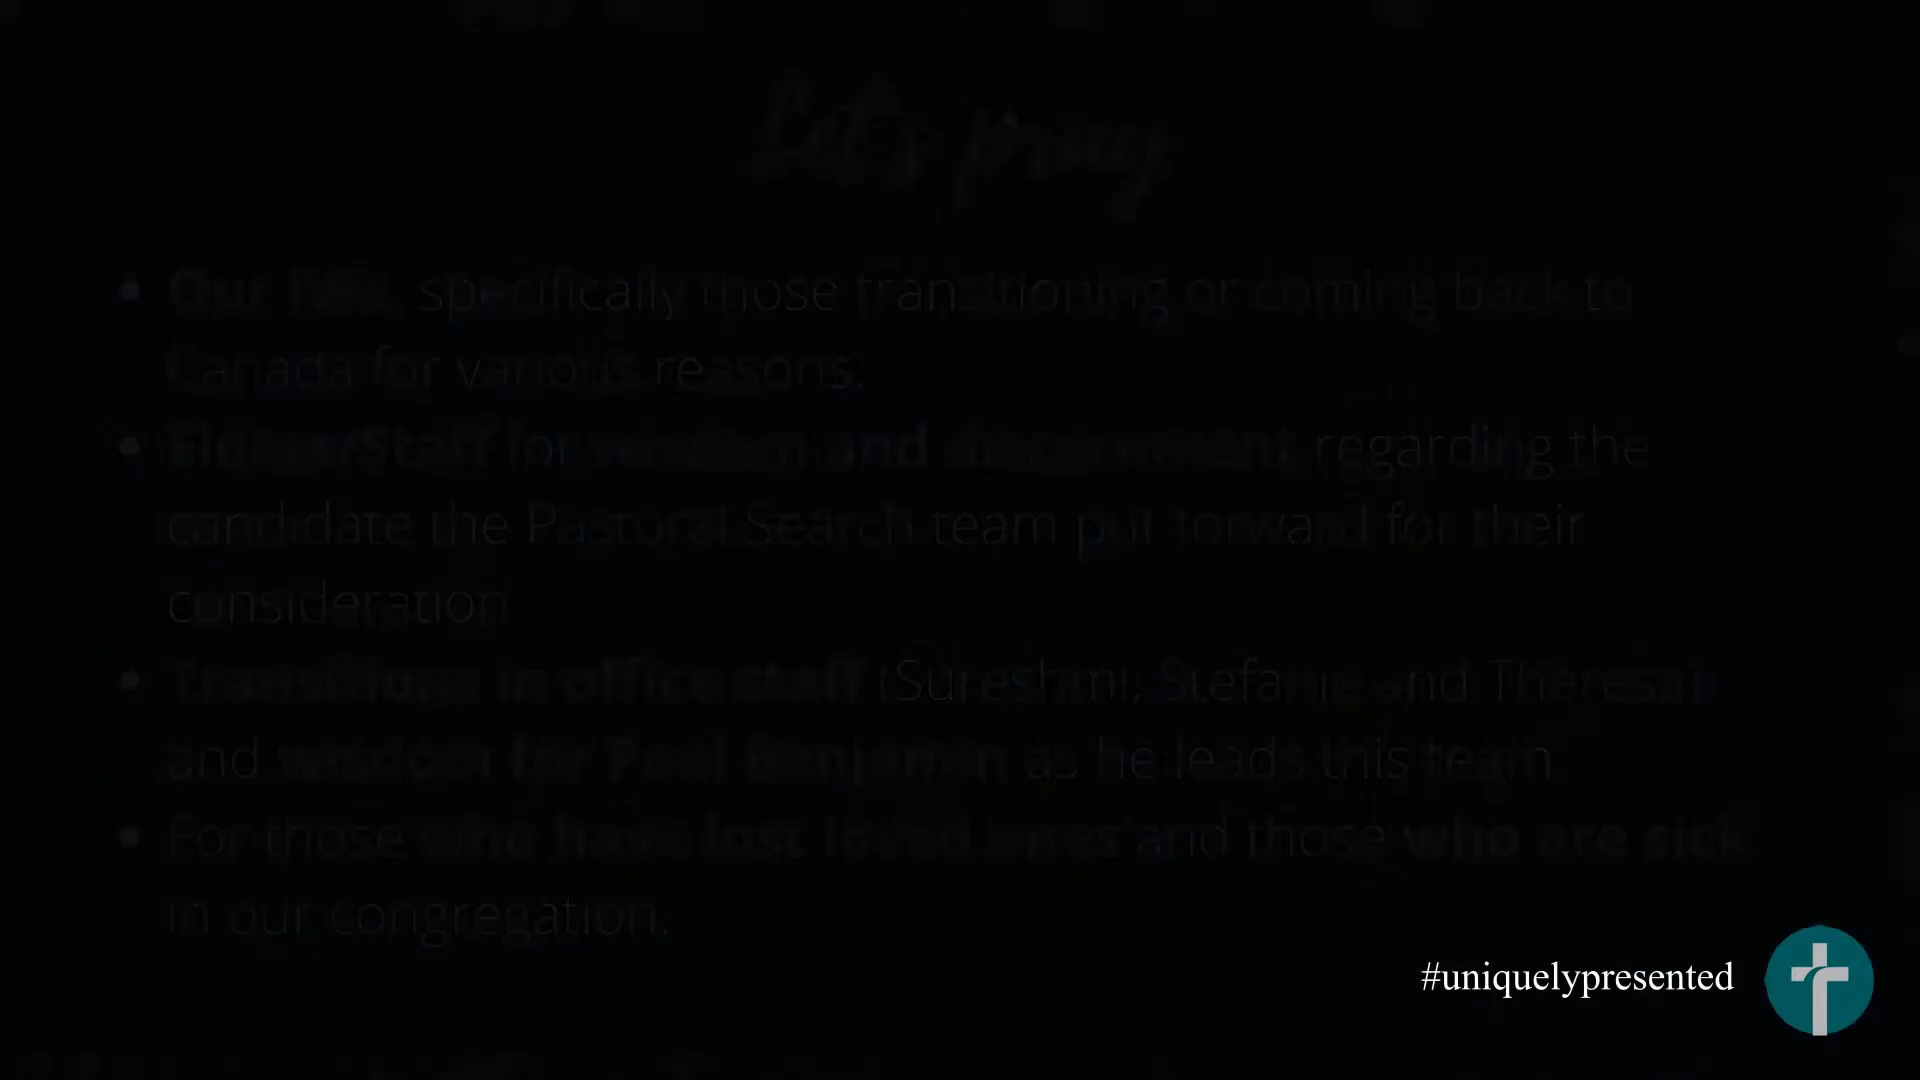 Let's pray
• Our IWs, specifically those transitioning or coming back to
Canada for various reasons.
• Elders/Staff for wisdom and discernment regarding the
candidate the Pastoral Search team put forward for their
consideration
• Transitions in office staff (Sureshmi, Stefanie and Theresa)
and wisdom for Paul Benjamin as he leads this team.
• For those who have lost loved ones and those who are sick
in our congregation.
#uniquelypresented